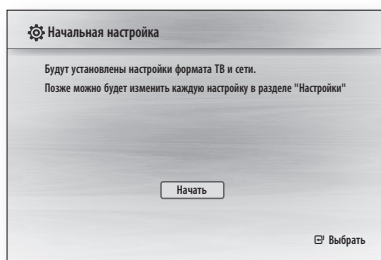 Начальная настройка
Будут установлены настройки формата ТВ и сети.
Позже можно будет изменить каждую настройку в разделе "Настройки"
Начать
Выбрать